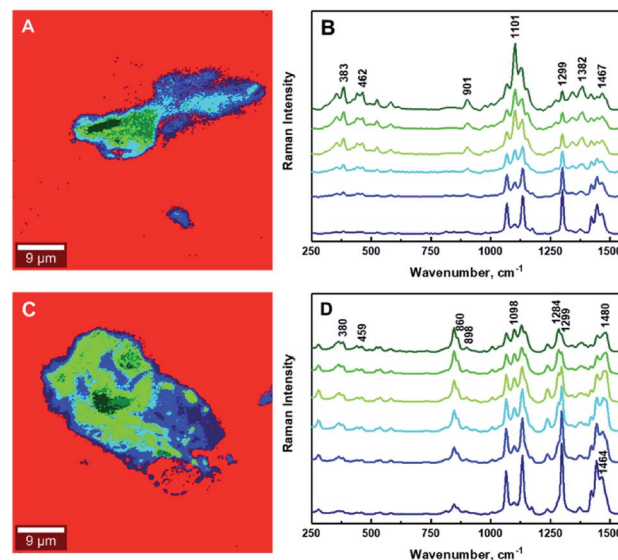 A
9 μm
B
383
462
901
1101
1299
1382
1467
Raman Intensity
250 500 750 1000 1250 1500
Wavenumber, cm-1
C
9 μm
D
380
459
860
898
1098
1284
1299
1480
1464
Raman Intensity
250 500 750 1000 1250 1500
Wavenumber, cm-1